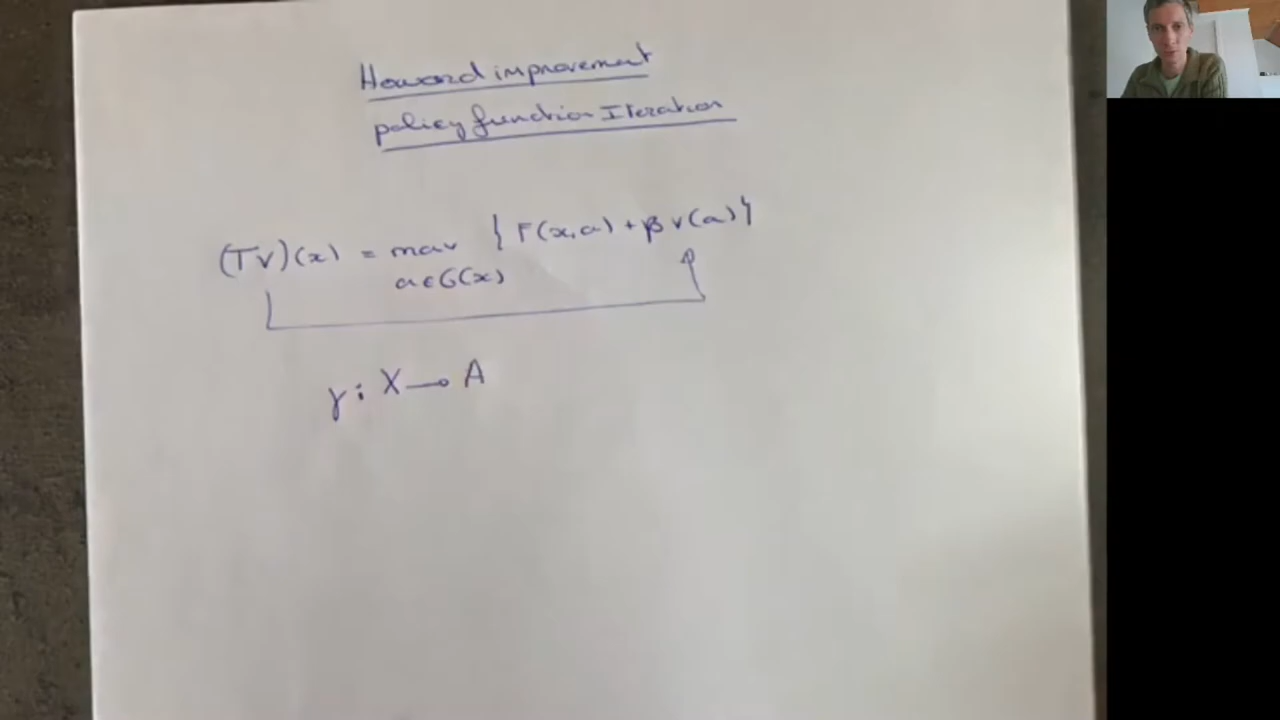 Howard improvement
policy function Iteration
(Tv)(x) = max { F(x,a) + β v(a) }
a∈G(x)
γ: X → A